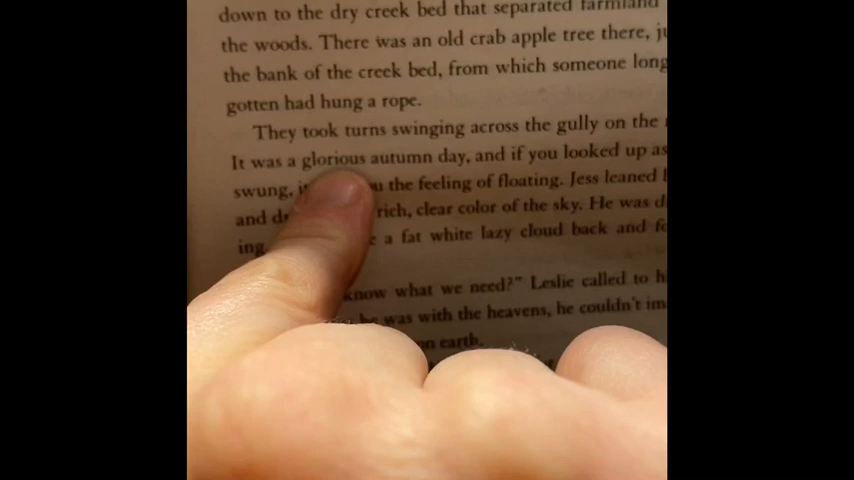 down to the dry creek bed that separated farmland
the woods. There was an old crab apple tree there,
the bank of the creek bed, from which someone long
gotten had hung a rope.
They took turns swinging across the gully on the
It was a glorious autumn day, and if you looked up as
swung, the feeling of floating. Jess leaned
and rich, clear color of the sky. He was
ing, a fat white lazy cloud back and
know what we need?" Leslie called to
he was with the heavens, he couldn't
on earth.